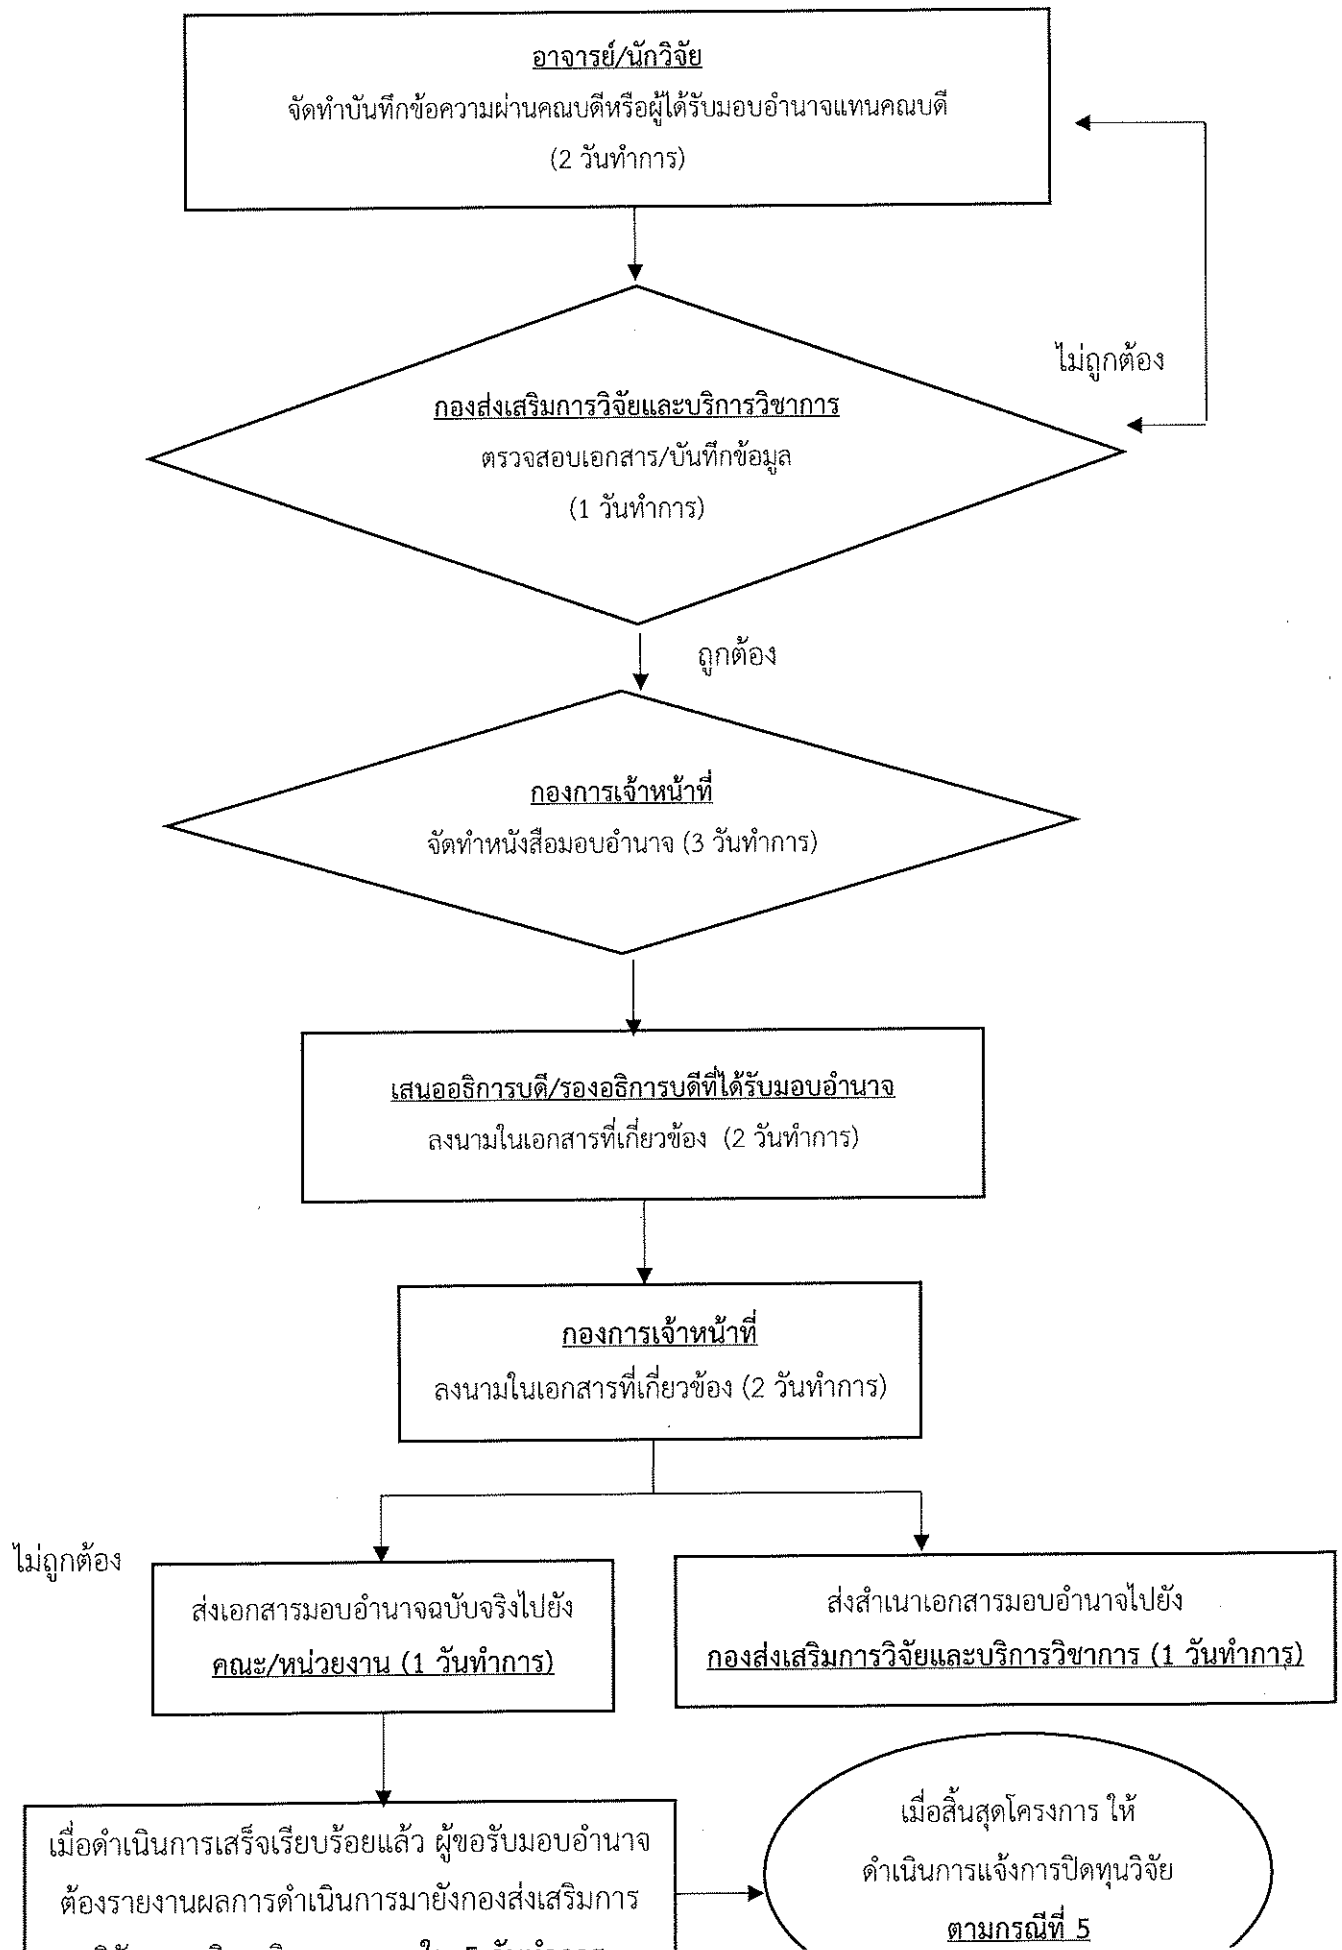 อาจารย์/นักวิจัย
จัดทำบันทึกข้อความผ่านคณบดีหรือผู้ได้รับมอบอำนาจแทนคณบดี
(2 วันทำการ)
ไม่ถูกต้อง
กองส่งเสริมการวิจัยและบริการวิชาการ
ตรวจสอบเอกสาร/บันทึกข้อมูล
(1 วันทำการ)
ถูกต้อง
กองการเจ้าหน้าที่
จัดทำหนังสือมอบอำนาจ (3 วันทำการ)
เสนออธิการบดี/รองอธิการบดีที่ได้รับมอบอำนาจ
ลงนามในเอกสารที่เกี่ยวข้อง (2 วันทำการ)
กองการเจ้าหน้าที่
ลงนามในเอกสารที่เกี่ยวข้อง (2 วันทำการ)
ไม่ถูกต้อง
ส่งเอกสารมอบอำนาจฉบับจริงไปยัง
คณะ/หน่วยงาน (1 วันทำการ)
ส่งสำเนาเอกสารมอบอำนาจไปยัง
กองส่งเสริมการวิจัยและบริการวิชาการ (1 วันทำการ)
เมื่อดำเนินการเสร็จเรียบร้อยแล้ว ผู้ขอรับมอบอำนาจ
ต้องรายงานผลการดำเนินการมายังกองส่งเสริมการ
เมื่อสิ้นสุดโครงการ ให้
ดำเนินการแจ้งการปิดทุนวิจัย
ตามกรณีที่ 5